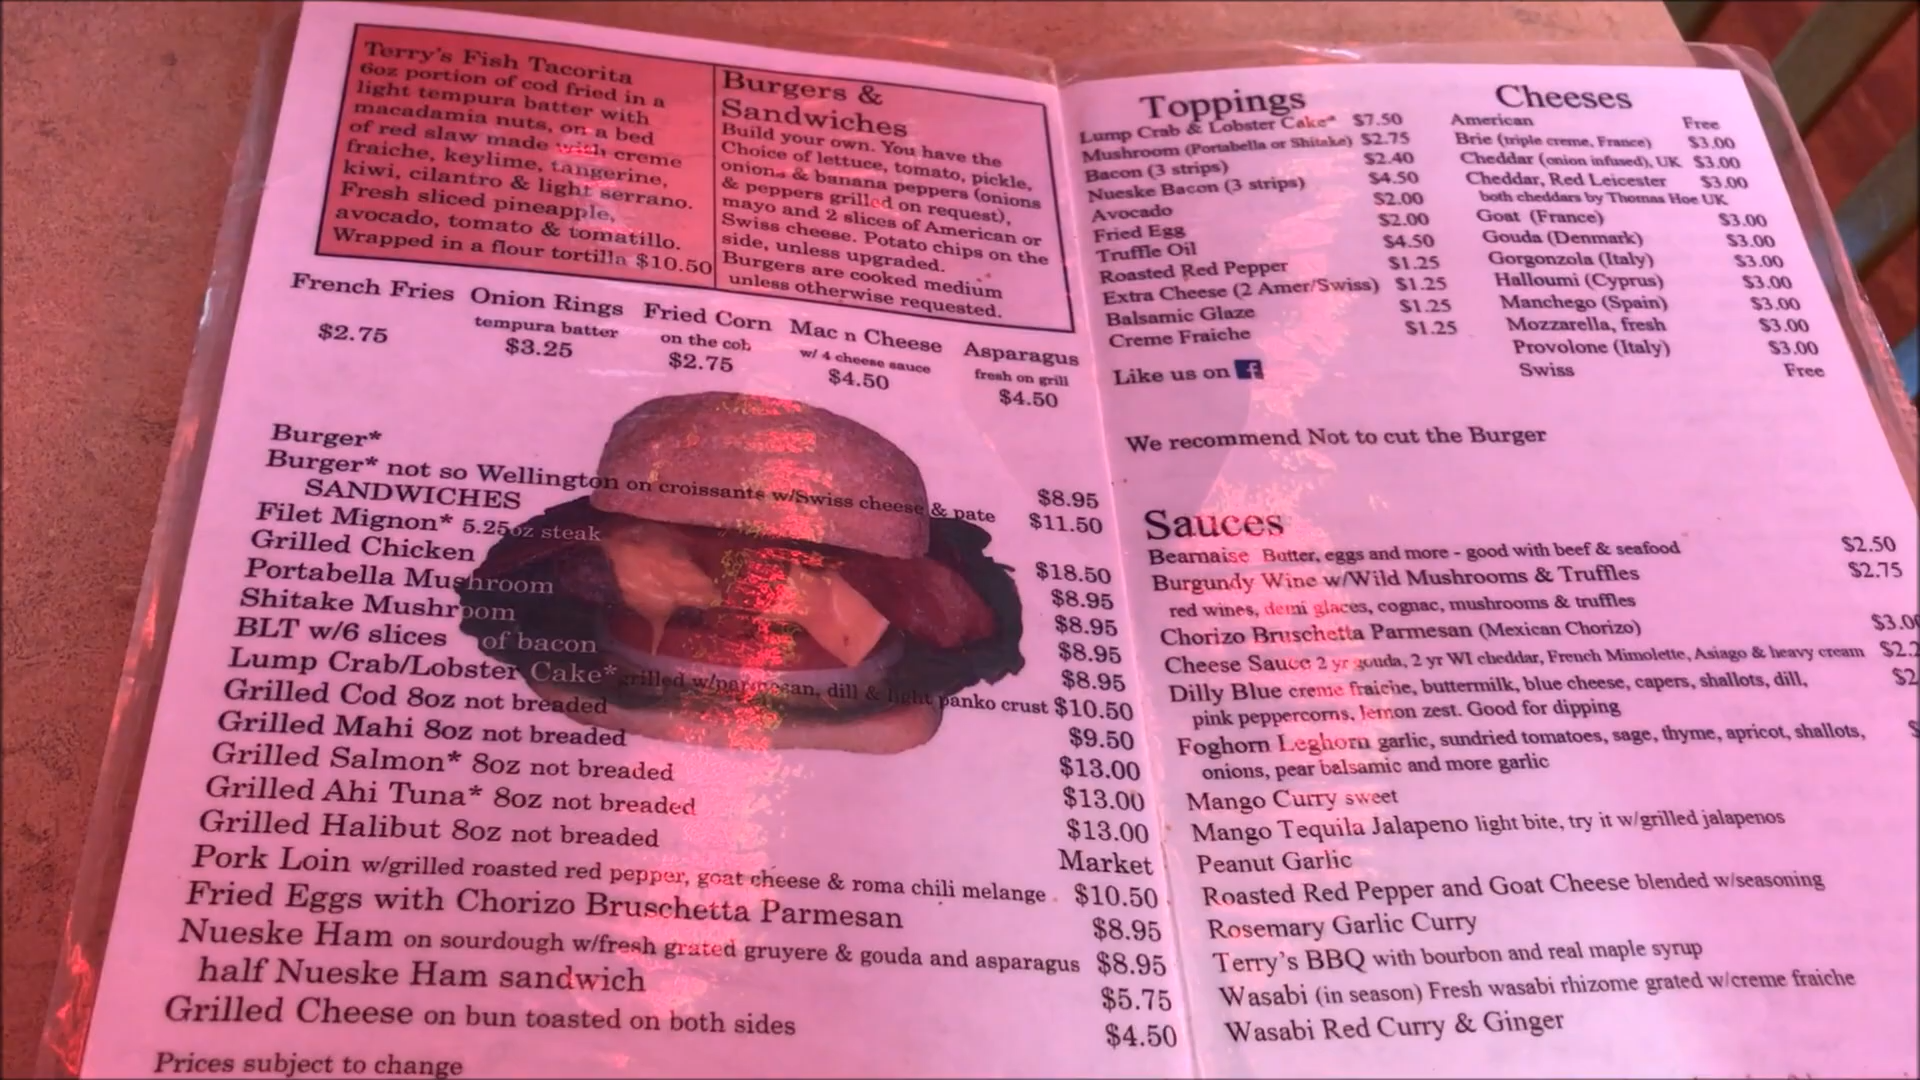 Terry's Fish Tacorita
6oz portion of cod fried in a
light tempura batter with
macadamia nuts, on a bed
of red slaw made with creme
fraiche, keylime, tangerine,
kiwi, cilantro & light serrano.
Fresh sliced pineapple,
avocado, tomato & tomatillo.
Wrapped in a flour tortilla $10.50
Burgers &
Sandwiches
Build your own. You have the
Choice of lettuce, tomato, pickle,
onions & banana peppers (onions
& peppers grilled on request),
mayo and 2 slices of American or
Swiss cheese. Potato chips on the
side, unless upgraded.
Burgers are cooked medium
unless otherwise requested.
French Fries
$2.75
Onion Rings
tempura batter
$3.25
Fried Corn
on the cob
$2.75
Mac n Cheese
w/ 4 cheese sauce
$4.50
Asparagus
fresh on grill
$4.50
Burger* $8.95
Burger* not so Wellington on croissants w/Swiss cheese & pate $11.50
SANDWICHES
Filet Mignon* 5.25oz steak $18.50
Grilled Chicken $8.95
Portabella Mushroom $8.95
Shitake Mushroom $8.95
BLT w/6 slices of bacon $8.95
Lump Crab/Lobster Cake* grilled w/parmesan, dill & light panko crust $10.50
Grilled Cod 8oz not breaded $9.50
Grilled Mahi 8oz not breaded $13.00
Grilled Salmon* 8oz not breaded $13.00
Grilled Ahi Tuna* 8oz not breaded $13.00
Grilled Halibut 8oz not breaded Market
Pork Loin w/grilled roasted red pepper, goat cheese & roma chili melange $10.50
Fried Eggs with Chorizo Bruschetta Parmesan $8.95
Nueske Ham on sourdough w/fresh grated gruyere & gouda and asparagus $8.95
half Nueske Ham sandwich $5.75
Grilled Cheese on bun toasted on both sides $4.50
Prices subject to change
Toppings
Lump Crab & Lobster Cake* $7.50
Mushroom (Portabella or Shitake) $2.75
Bacon (3 strips) $2.40
Nueske Bacon (3 strips) $4.50
Avocado $2.00
Fried Egg $2.00
Truffle Oil $4.50
Roasted Red Pepper $1.25
Extra Cheese (2 Amer/Swiss) $1.25
Balsamic Glaze $1.25
Creme Fraiche $1.25
Like us on f
Cheeses
American Free
Brie (triple creme, France) $3.00
Cheddar (onion infused), UK $3.00
Cheddar, Red Leicester $3.00
both cheddars by Thomas Hoe UK
Goat (France) $3.00
Gouda (Denmark) $3.00
Gorgonzola (Italy) $3.00
Halloumi (Cyprus) $3.00
Manchego (Spain) $3.00
Mozzarella, fresh $3.00
Provolone (Italy) $3.00
Swiss Free
We recommend Not to cut the Burger
Sauces
Bearnaise Butter, eggs and more - good with beef & seafood $2.50
Burgundy Wine w/Wild Mushrooms & Truffles $2.75
red wines, demi glaces, cognac, mushrooms & truffles
Chorizo Bruschetta Parmesan (Mexican Chorizo) $3.0
Cheese Sauce 2 yr gouda, 2 yr WI cheddar, French Mimolette, Asiago & heavy cream $2.2
Dilly Blue creme fraiche, buttermilk, blue cheese, capers, shallots, dill, $2
pink peppercorns, lemon zest. Good for dipping
Foghorn Leghorn garlic, sundried tomatoes, sage, thyme, apricot, shallots, $
onions, pear balsamic and more garlic
Mango Curry sweet
Mango Tequila Jalapeno light bite, try it w/grilled jalapenos
Peanut Garlic
Roasted Red Pepper and Goat Cheese blended w/seasoning
Rosemary Garlic Curry
Terry's BBQ with bourbon and real maple syrup
Wasabi (in season) Fresh wasabi rhizome grated w/creme fraiche
Wasabi Red Curry & Ginger